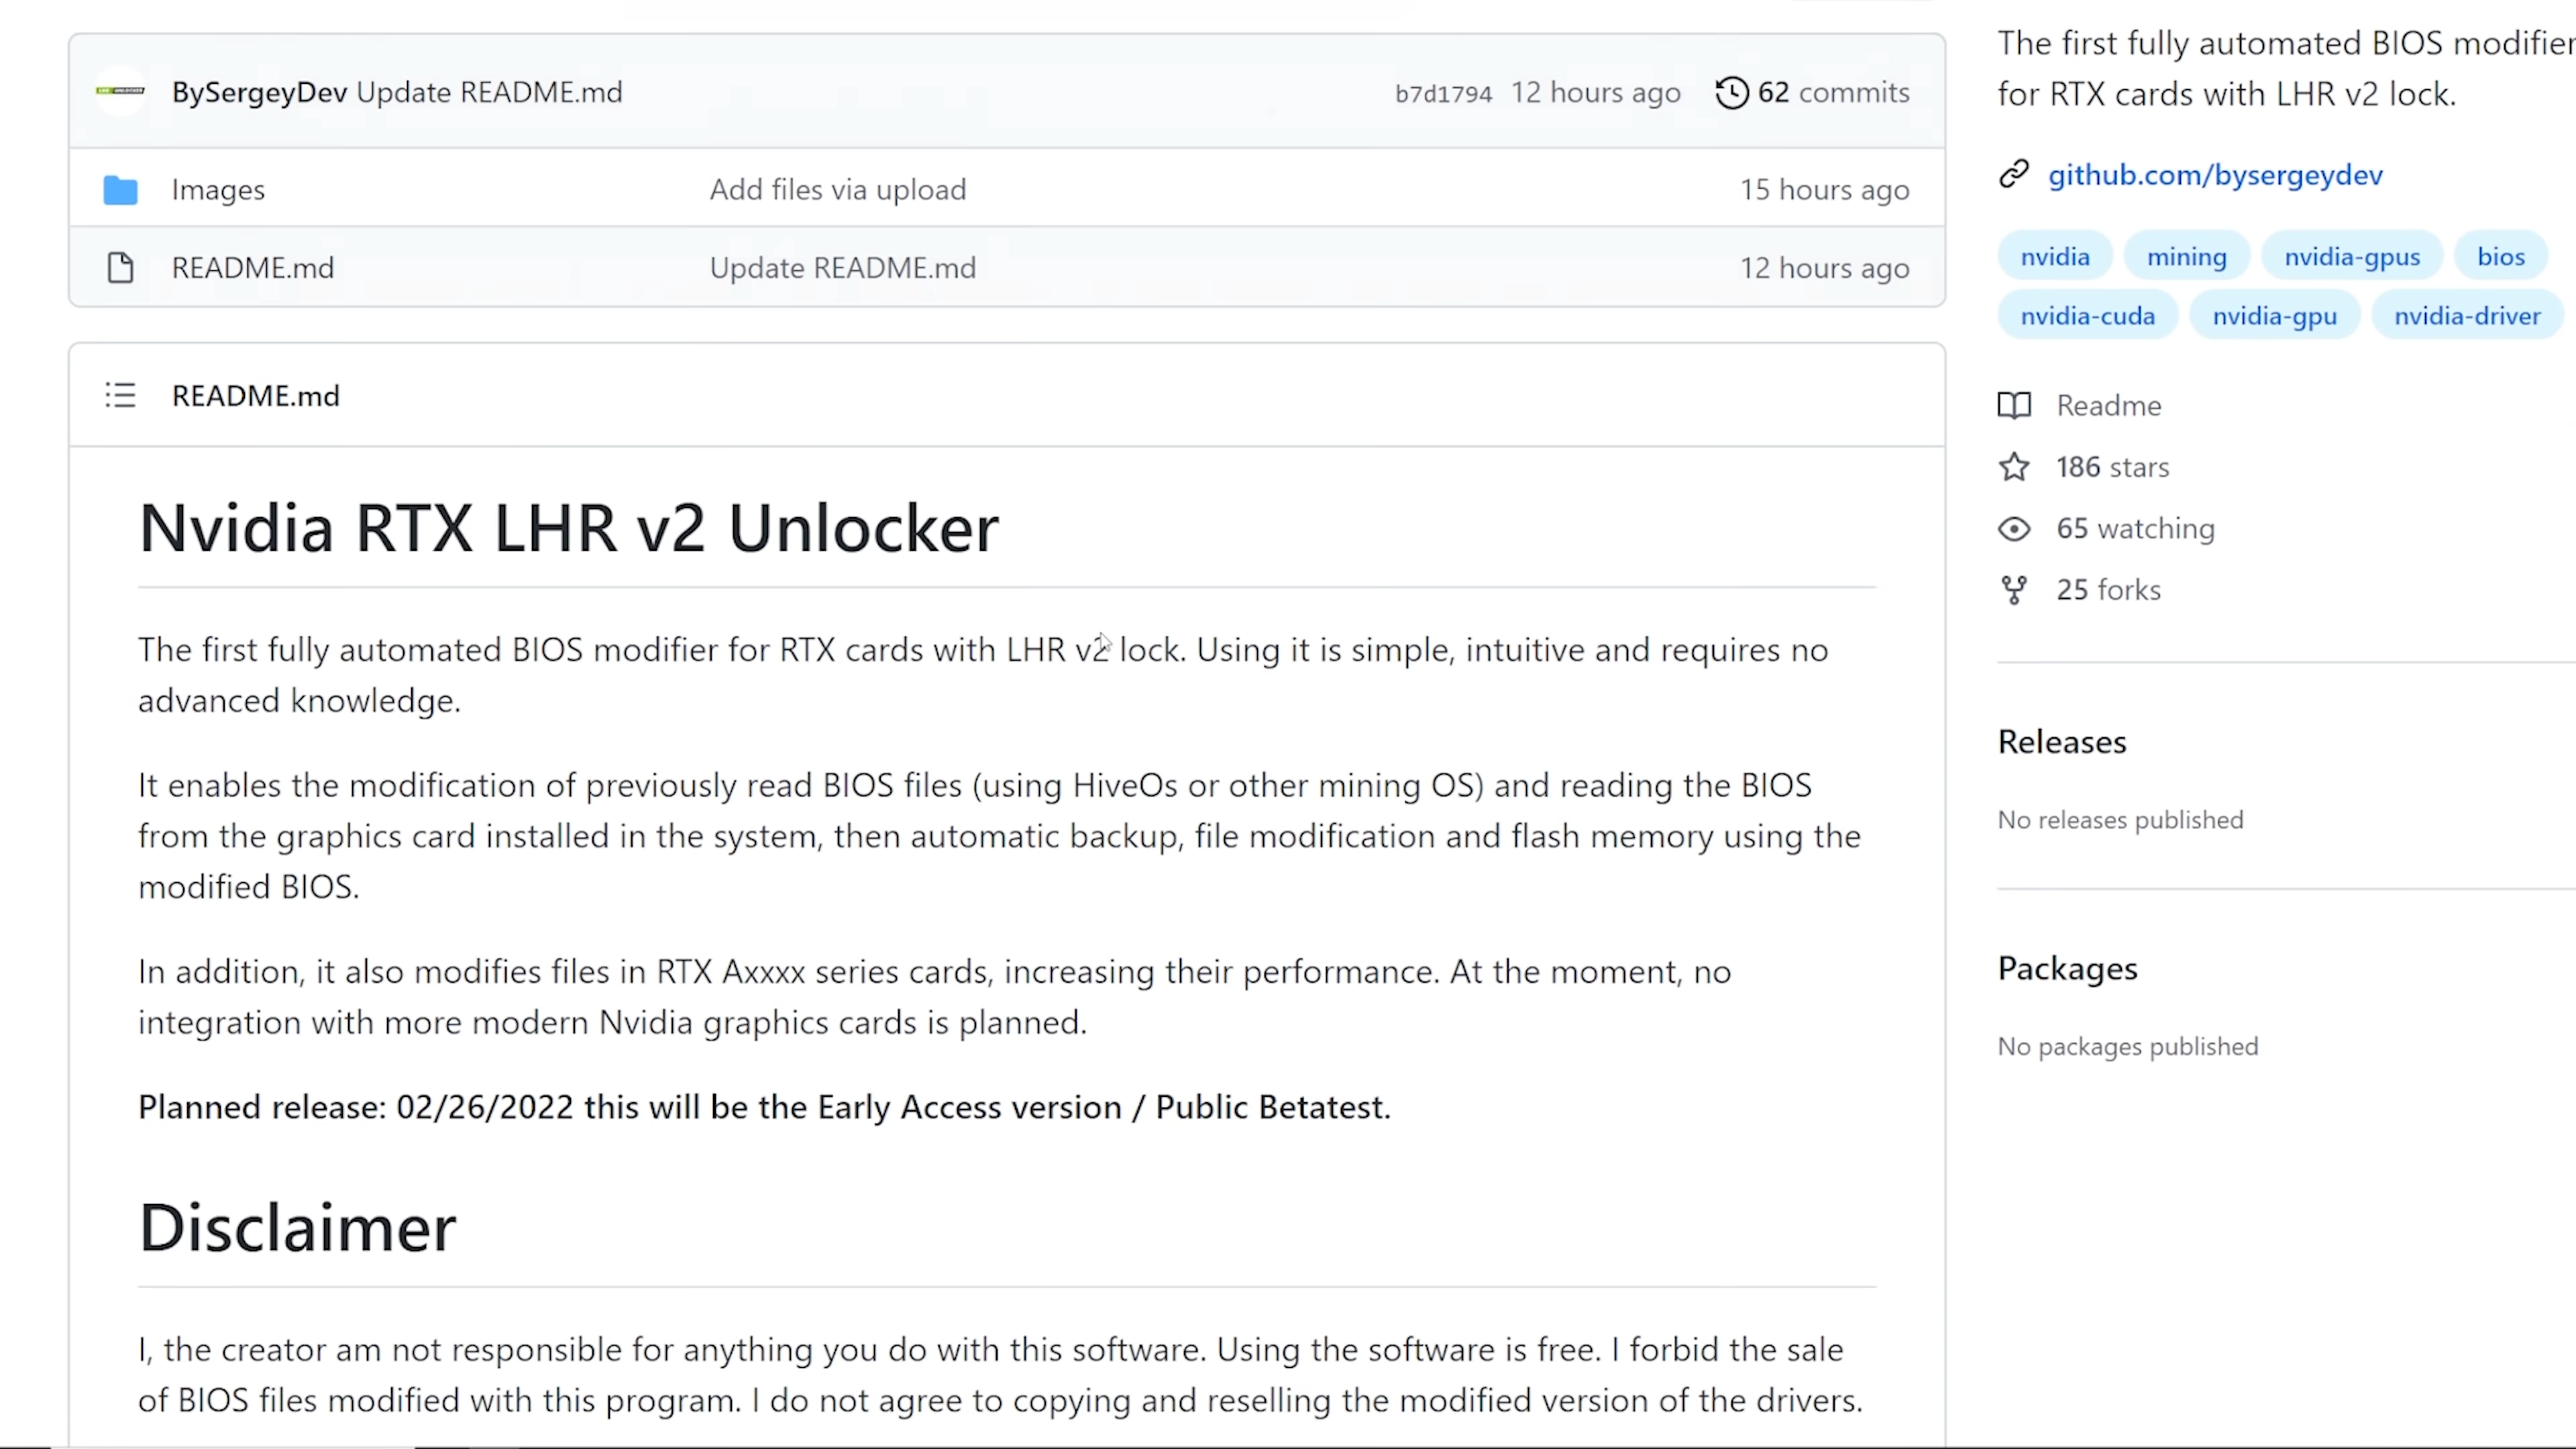 The first fully automated BIOS modifier
for RTX cards with LHR v2 lock.
BySergeyDev Update README.md b7d1794 12 hours ago 62 commits
Images Add files via upload 15 hours ago
README.md Update README.md 12 hours ago
github.com/bysergeydev
nvidia mining nvidia-gpus bios
nvidia-cuda nvidia-gpu nvidia-driver
Readme
186 stars
65 watching
25 forks
Releases
No releases published
Packages
No packages published
README.md
Nvidia RTX LHR v2 Unlocker
The first fully automated BIOS modifier for RTX cards with LHR v2 lock. Using it is simple, intuitive and requires no
advanced knowledge.
It enables the modification of previously read BIOS files (using HiveOs or other mining OS) and reading the BIOS
from the graphics card installed in the system, then automatic backup, file modification and flash memory using the
modified BIOS.
In addition, it also modifies files in RTX Axxxx series cards, increasing their performance. At the moment, no
integration with more modern Nvidia graphics cards is planned.
Planned release: 02/26/2022 this will be the Early Access version / Public Betatest.
Disclaimer
I, the creator am not responsible for anything you do with this software. Using the software is free. I forbid the sale
of BIOS files modified with this program. I do not agree to copying and reselling the modified version of the drivers.